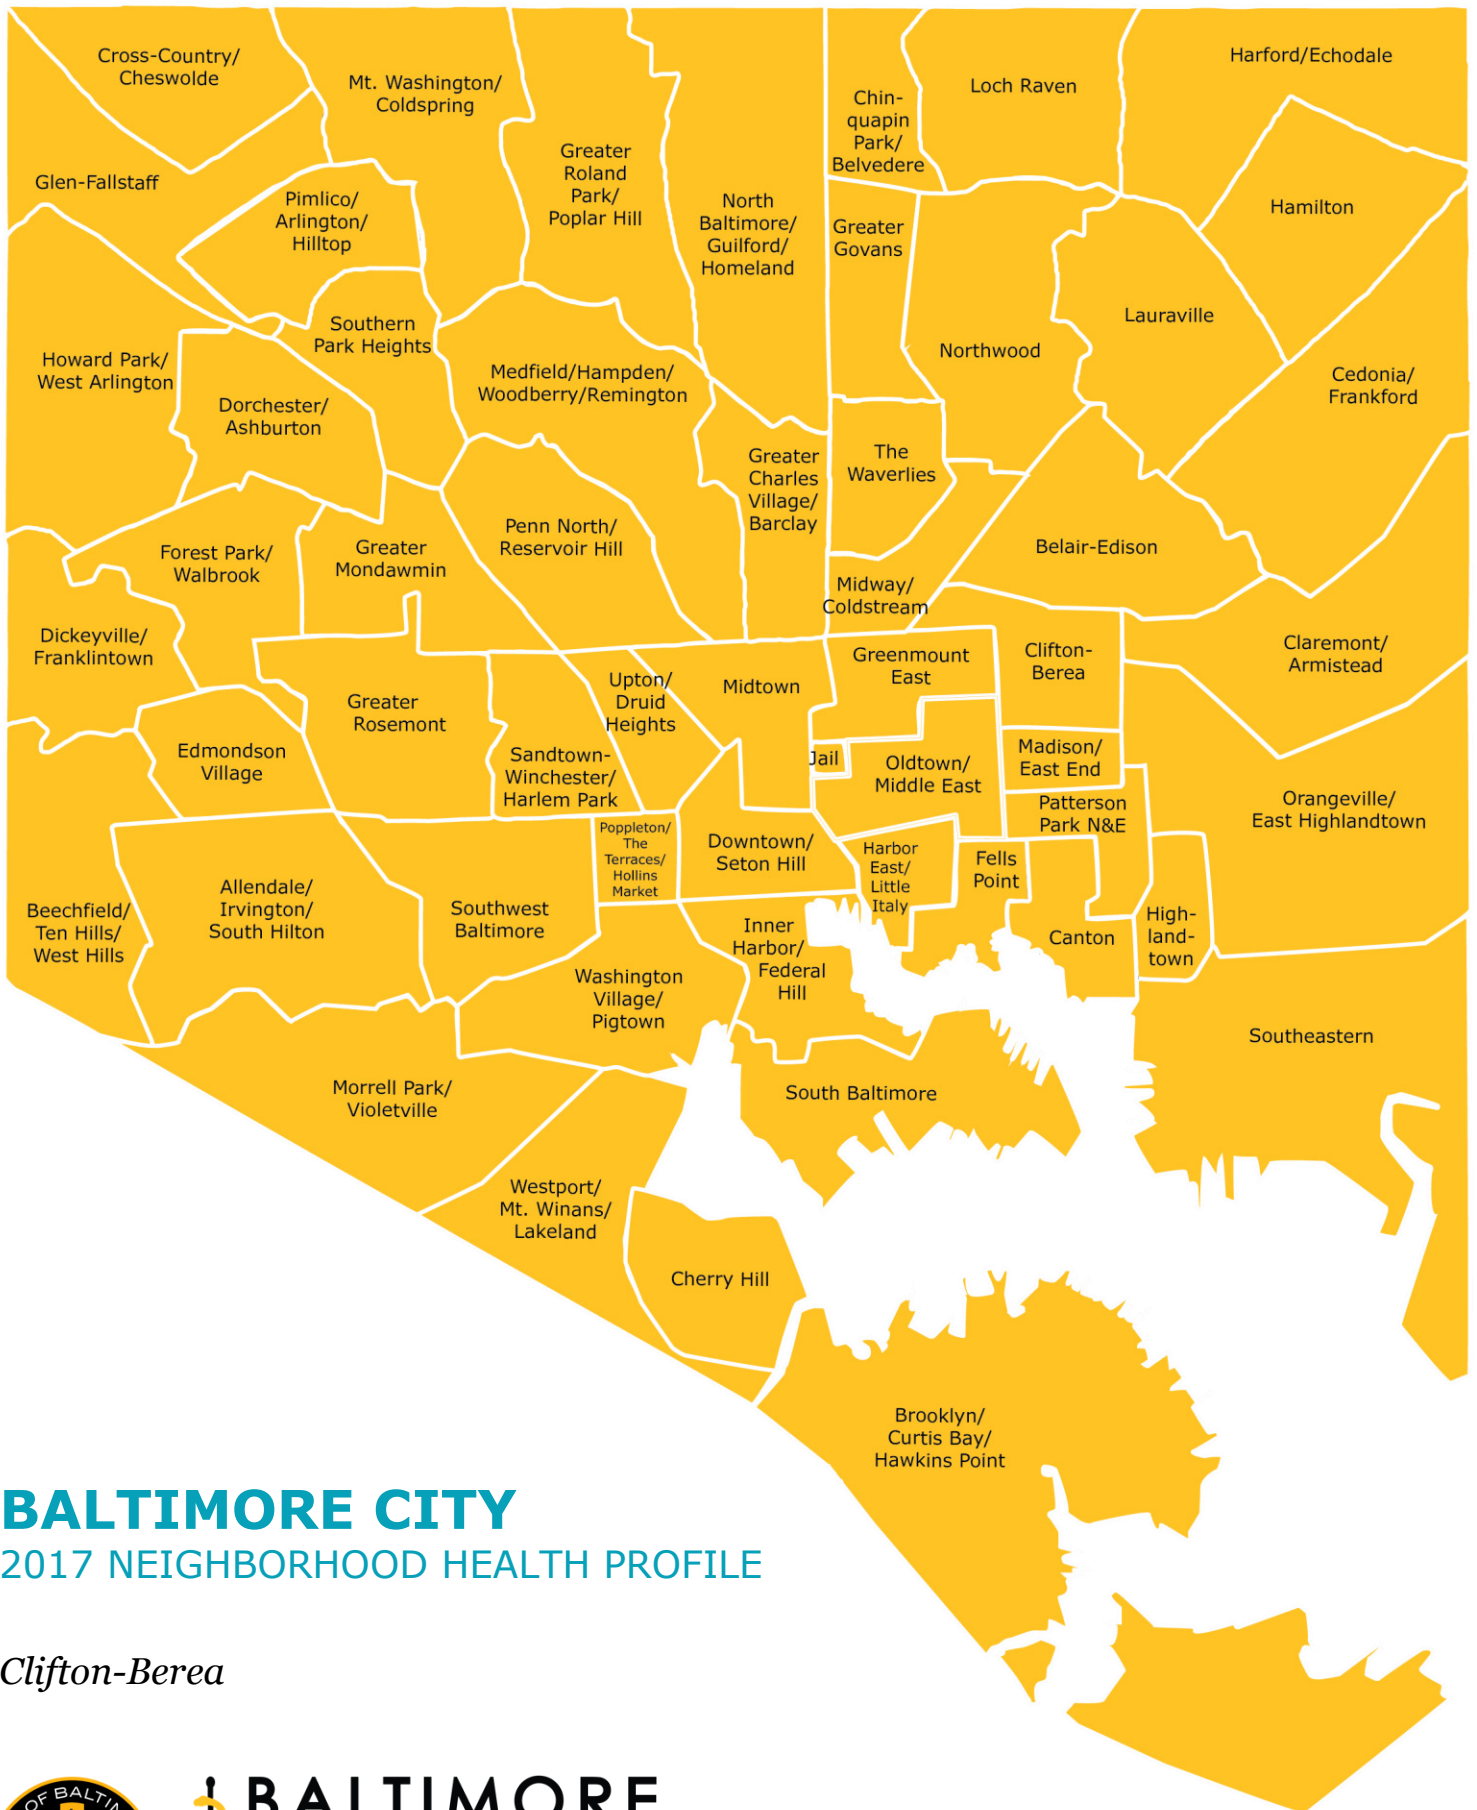 Cross-Country/
Cheswolde
Mt. Washington/
Coldspring
Greater
Roland
Park/
Poplar Hill
North
Baltimore/
Guilford/
Homeland
Chin-
quapin
Park/
Belvedere
Loch Raven
Harford/Echodale
Glen-Fallstaff
Pimlico/
Arlington/
Hilltop
Greater
Govans
Hamilton
Southern
Park Heights
Lauraville
Northwood
Howard Park/
West Arlington
Medfield/Hampden/
Woodberry/Remington
Cedonia/
Frankford
Dorchester/
Ashburton
Greater
Charles
Village/
Barclay
The
Waverlies
Penn North/
Reservoir Hill
Belair-Edison
Forest Park/
Walbrook
Greater
Mondawmin
Midway/
Coldstream
Dickeyville/
Franklintown
Greenmount
East
Clifton-
Berea
Claremont/
Armistead
Upton/
Druid
Heights
Midtown
Greater
Rosemont
Edmondson
Village
Sandtown-
Winchester/
Harlem Park
Jail
Oldtown/
Middle East
Madison/
East End
Patterson
Park N&E
Orangeville/
East Highlandtown
Poppleton/
The
Terraces/
Hollins
Market
Downtown/
Seton Hill
Harbor
East/
Little
Italy
Fells
Point
Beechfield/
Ten Hills/
West Hills
Allendale/
Irvington/
South Hilton
Southwest
Baltimore
Inner
Harbor/
Federal
Hill
Canton
High-
land-
town
Washington
Village/
Pigtown
Southeastern
Morrell Park/
Violetville
South Baltimore
Westport/
Mt. Winans/
Lakeland
Cherry Hill
Brooklyn/
Curtis Bay/
Hawkins Point
BALTIMORE CITY
2017 NEIGHBORHOOD HEALTH PROFILE
Clifton-Berea
BALTIMORE